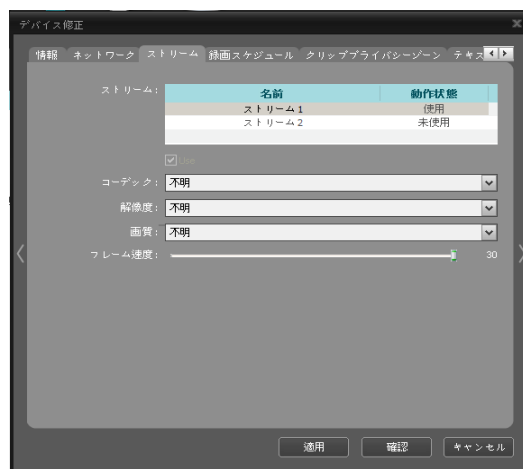 デバイス修正
情報 ネットワーク ストリーム 録画スケジュール クリッププライバシーゾーン テキス
ストリーム:
名前 動作状態
ストリーム1 使用
ストリーム2 未使用
Use
コーデック: 不明
解像度: 不明
画質: 不明
フレーム速度: 30
適用 確認 キャンセル